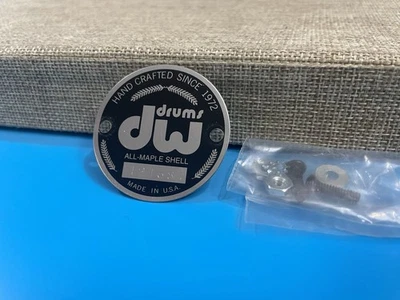 HAND CRAFTED SINCE 1972
drums
dw
ALL-MAPLE SHELL
MADE IN U.S.A.